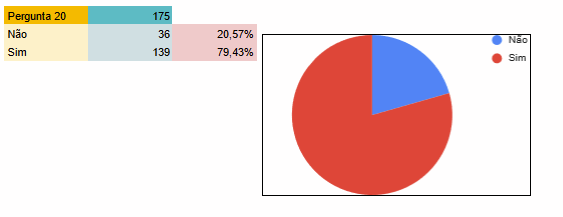 Pergunta 20 175
Não 36 20,57%
Sim 139 79,43%
Não
Sim